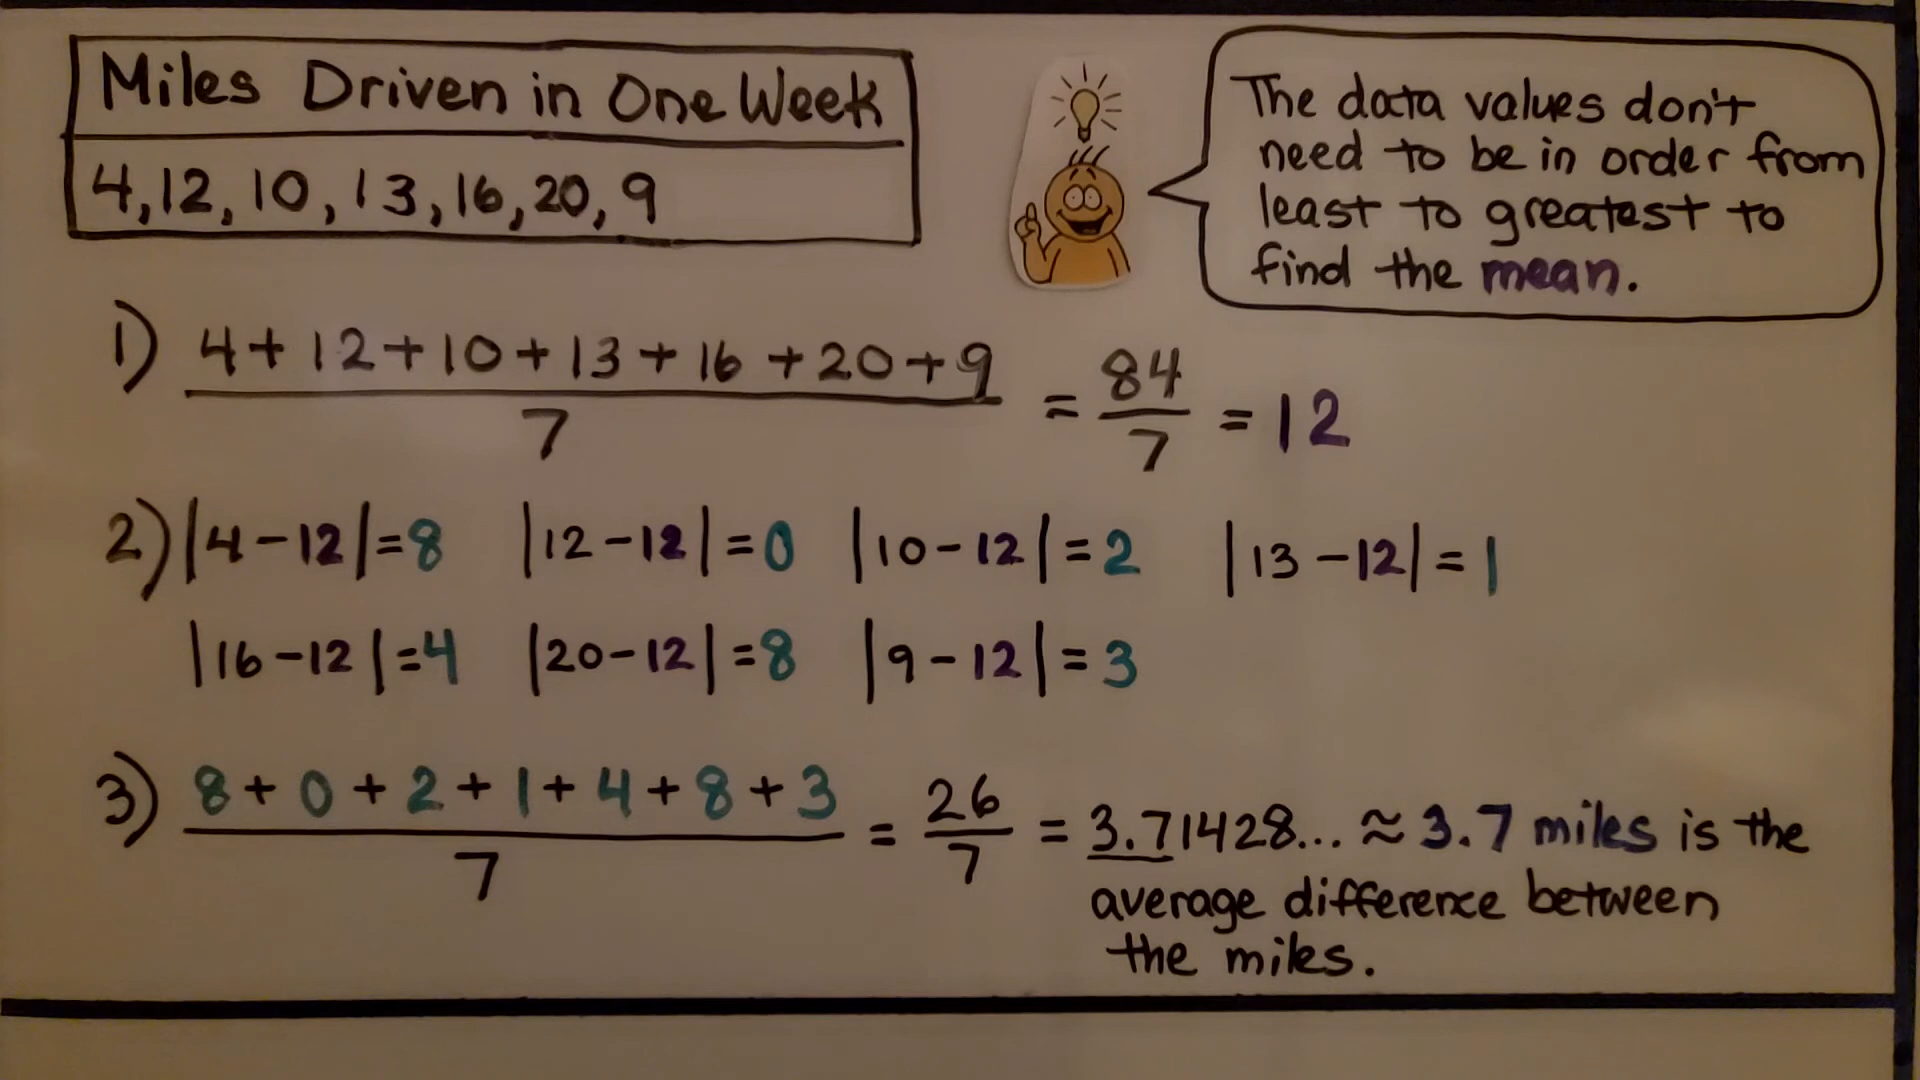 Miles Driven in One Week
4, 12, 10, 13, 16, 20, 9
The data values don't
need to be in order from
least to greatest to
find the mean.
1) 4 + 12 + 10 + 13 + 16 + 20 + 9 / 7 = 84/7 = 12
2) |4 - 12| = 8 |12 - 12| = 0 |10 - 12| = 2 |13 - 12| = 1
|16 - 12| = 4 |20 - 12| = 8 |9 - 12| = 3
3) 8 + 0 + 2 + 1 + 4 + 8 + 3 / 7 = 26/7 = 3.71428... ≈ 3.7 miles is the
average difference between
the miles.